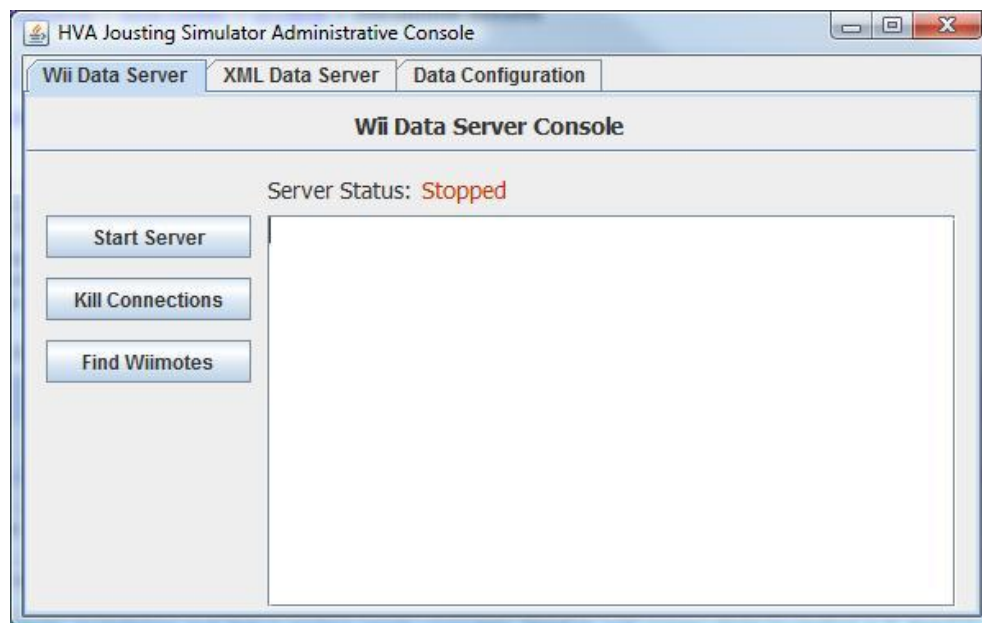 HVA Jousting Simulator Administrative Console
Wii Data Server XML Data Server Data Configuration
Wii Data Server Console
Server Status: Stopped
Start Server
Kill Connections
Find Wiimotes